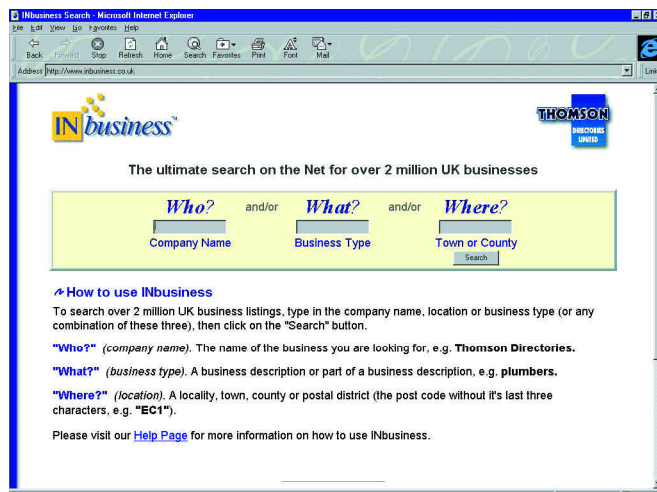 INbusiness Search - Microsoft Internet Explorer
File Edit View Go Favorites Help
Back Forward Stop Refresh Home Search Favorites Print Font Mail
Address http://www.inbusiness.co.uk Link
IN business™ THOMSON
DIRECTORIES
LIMITED
The ultimate search on the Net for over 2 million UK businesses
Who? and/or What? and/or Where?
Company Name Business Type Town or County
Search
How to use INbusiness
To search over 2 million UK business listings, type in the company name, location or business type (or any
combination of these three), then click on the "Search" button.
"Who?" (company name). The name of the business you are looking for, e.g. Thomson Directories.
"What?" (business type). A business description or part of a business description, e.g. plumbers.
"Where?" (location). A locality, town, county or postal district (the post code without it's last three
characters, e.g. "EC1").
Please visit our Help Page for more information on how to use INbusiness.